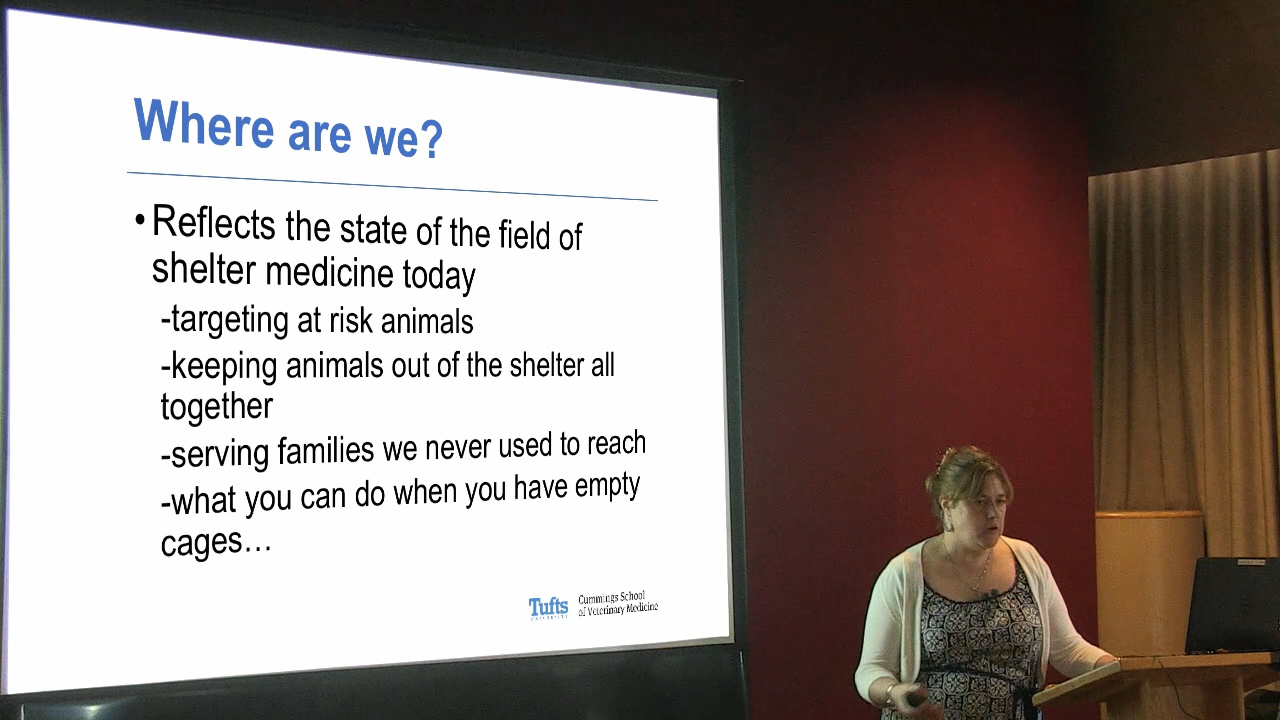 Where are we?
•Reflects the state of the field of
shelter medicine today
-targeting at risk animals
-keeping animals out of the shelter all
together
-serving families we never used to reach
-what you can do when you have empty
cages…
Tufts
UNIVERSITY
Cummings School
of Veterinary Medicine